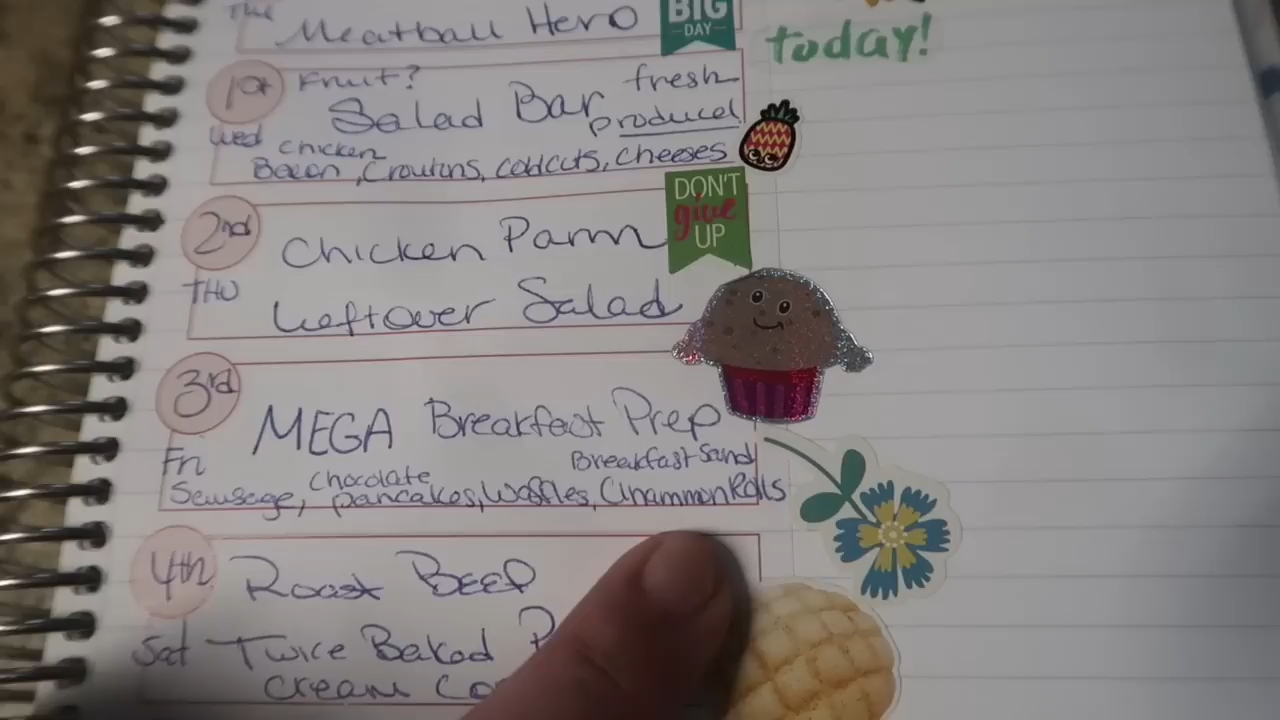 Meatball Hero
BIG
DAY
today!
1st Fruit?
Salad Bar fresh
produce!
Wed chicken
Bacon, Croutons, coldcuts, cheeses
DON'T
give
UP
2nd Chicken Parm
THU Leftover Salad
3rd MEGA Breakfast Prep
Fri Breakfast Sand
chocolate
Sausage, pancakes, Waffles, Cinammon Rolls
4th Roast Beef
Sat Twice Baked
Cream